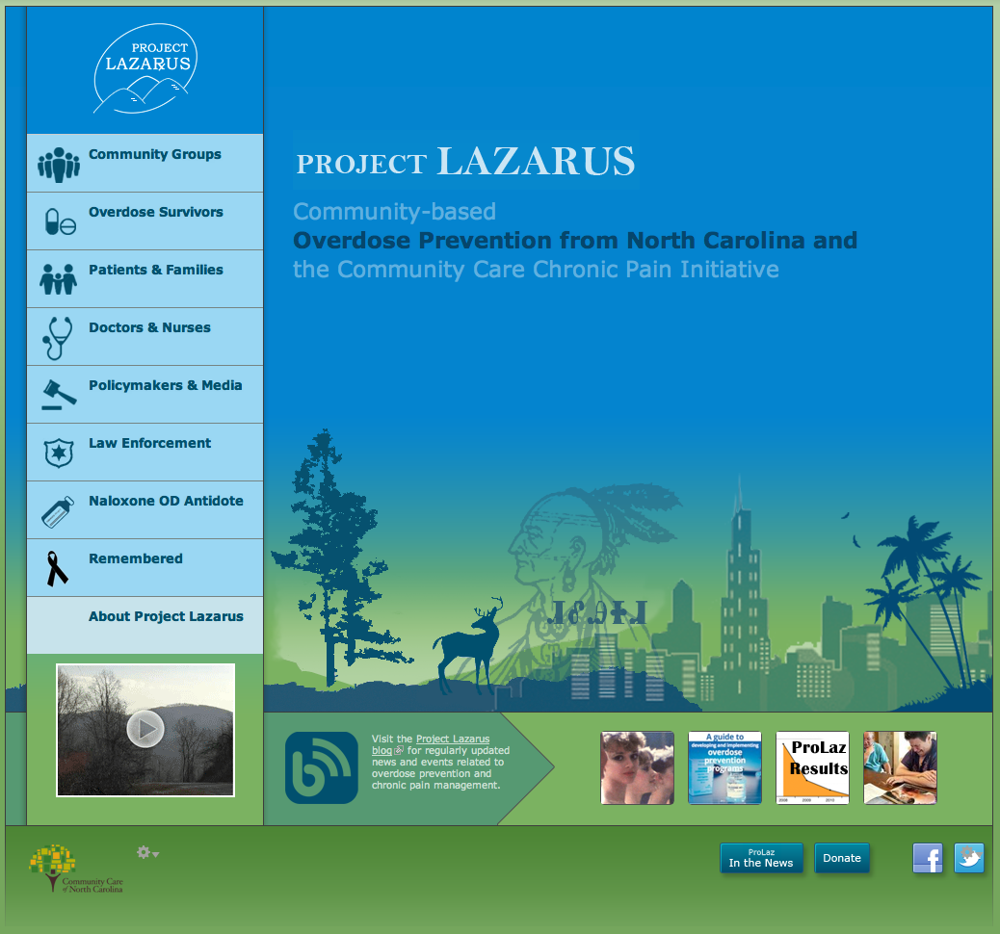 PROJECT
LAZARUS
Community Groups
Overdose Survivors
Patients & Families
Doctors & Nurses
Policymakers & Media
Law Enforcement
Naloxone OD Antidote
Remembered
About Project Lazarus
PROJECT LAZARUS
Community-based
Overdose Prevention from North Carolina and
the Community Care Chronic Pain Initiative
Visit the Project Lazarus
blog for regularly updated
news and events related to
overdose prevention and
chronic pain management.
A guide to
developing and implementing
overdose
prevention
programs
ProLaz
Results
2008 2009 2010
Community Care
of North Carolina
ProLaz
In the News
Donate